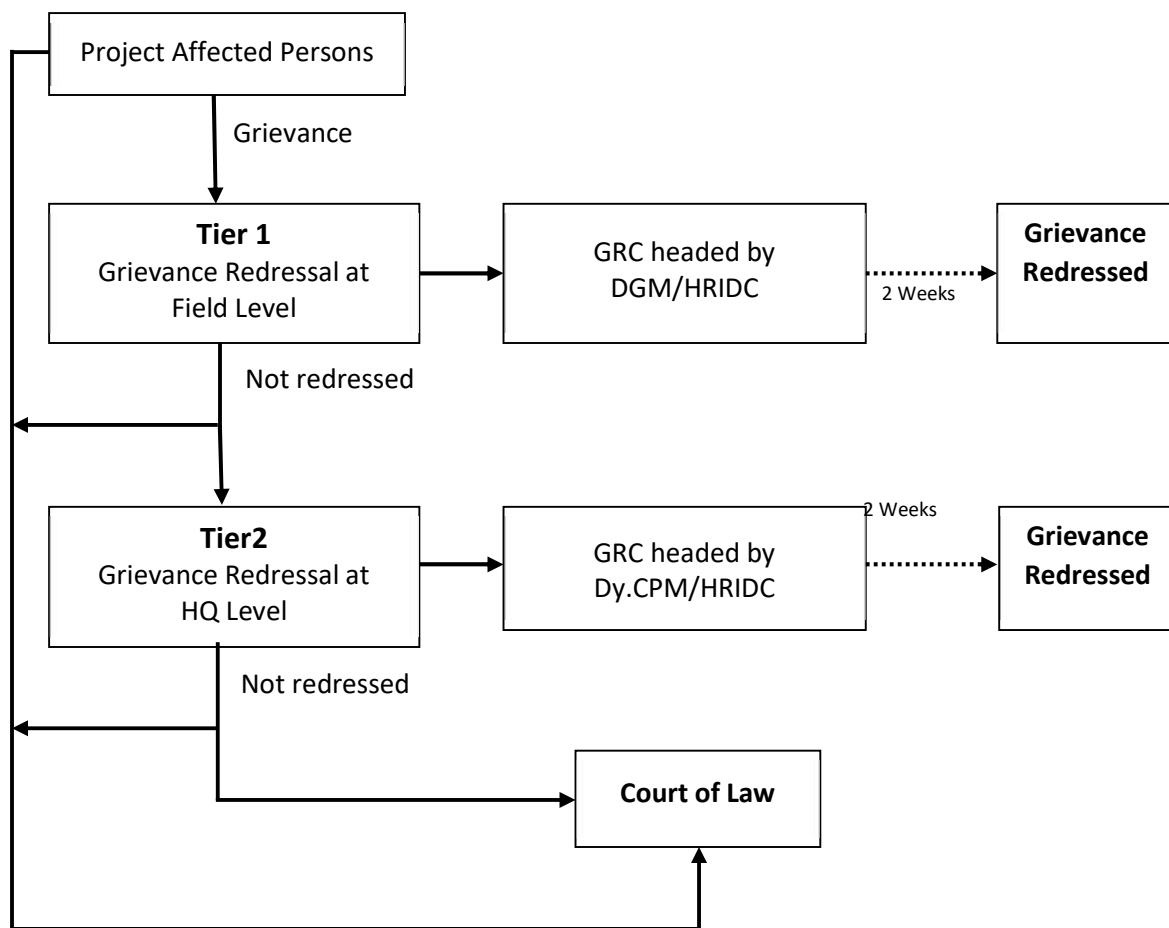 Project Affected Persons
Grievance
Tier 1
Grievance Redressal at
Field Level
GRC headed by
DGM/HRIDC
2 Weeks
Grievance
Redressed
Not redressed
Tier2
Grievance Redressal at
HQ Level
GRC headed by
Dy.CPM/HRIDC
2 Weeks
Grievance
Redressed
Not redressed
Court of Law